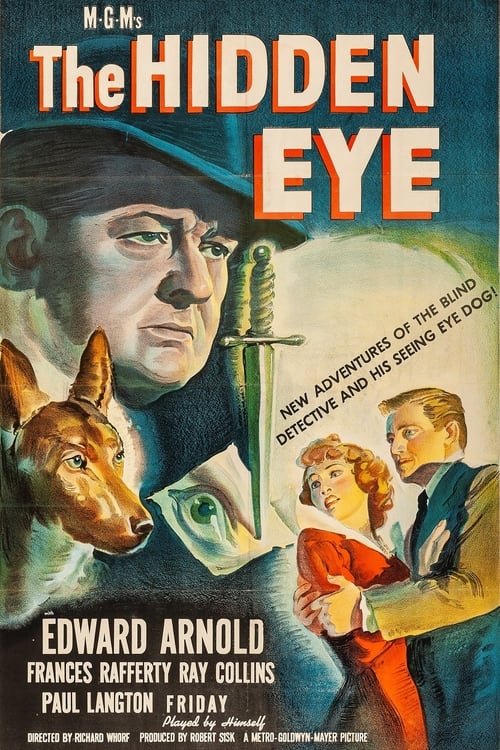 M·G·M's
The HIDDEN
EYE
NEW ADVENTURES OF THE BLIND
DETECTIVE AND HIS SEEING EYE DOG!
with
EDWARD ARNOLD
FRANCES RAFFERTY RAY COLLINS
PAUL LANGTON FRIDAY
Played by Himself
DIRECTED BY RICHARD WHORF PRODUCED BY ROBERT SISK A METRO-GOLDWYN-MAYER PICTURE